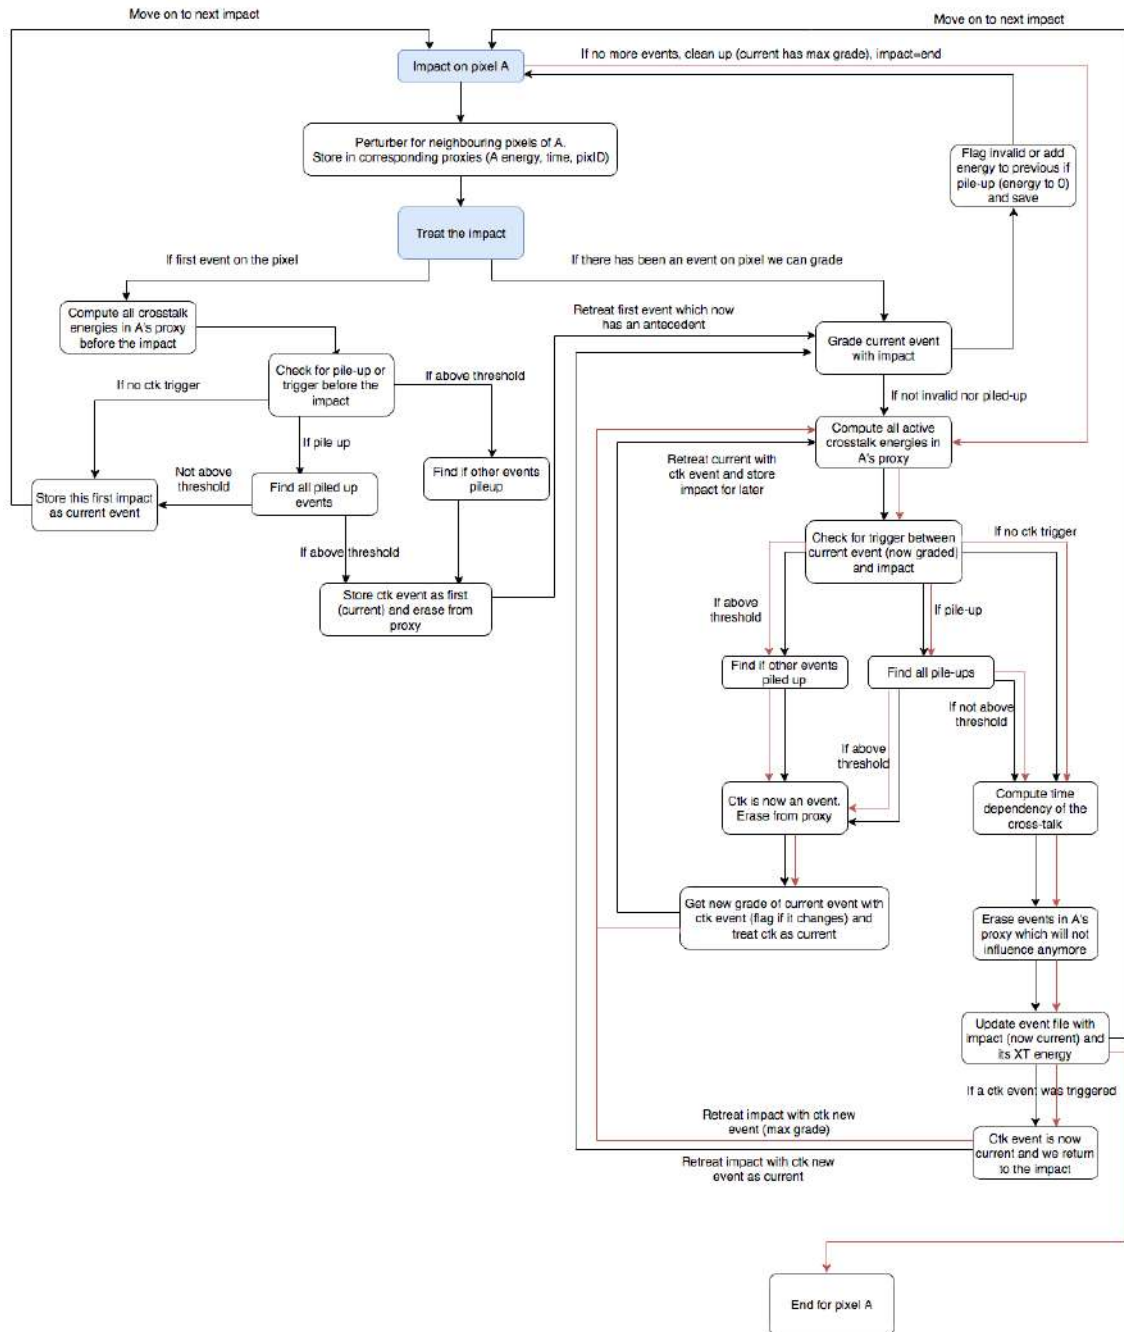 Move on to next impact
Move on to next impact
If no more events, clean up (current has max grade), impact=end
Impact on pixel A
Perturber for neighbouring pixels of A.
Store in corresponding proxies (A energy, time, pixID)
Flag invalid or add
energy to previous if
pile-up (energy to 0)
and save
Treat the impact
If first event on the pixel
If there has been an event on pixel we can grade
Compute all crosstalk
energies in A's proxy
before the impact
Retreat first event which now
has an antecedent
Grade current event
with impact
Check for pile-up or
trigger before the
impact
If no ctk trigger
If above threshold
If not invalid nor piled-up
Compute all active
crosstalk energies in
A's proxy
If pile up
Retreat current with
ctk event and store
impact for later
Find if other events
pileup
Not above
threshold
Store this first impact
as current event
Find all piled up
events
Check for trigger between
current event (now graded)
and impact
If no ctk trigger
If above threshold
Store ctk event as first
(current) and erase from
proxy
If above
threshold
If pile-up
Find if other events
piled up
Find all pile-ups
If not above
threshold
If above
threshold
Ctk is now an event.
Erase from proxy
Compute time
dependency of the
cross-talk
Get new grade of current event with
ctk event (flag if it changes) and
treat ctk as current
Erase events in A's
proxy which will not
influence anymore
Update event file with
impact (now current) and
its XT energy
If a ctk event was triggered
Retreat impact with ctk new
event (max grade)
Ctk event is now
current and we return
to the impact
Retreat impact with ctk new
event as current
End for pixel A